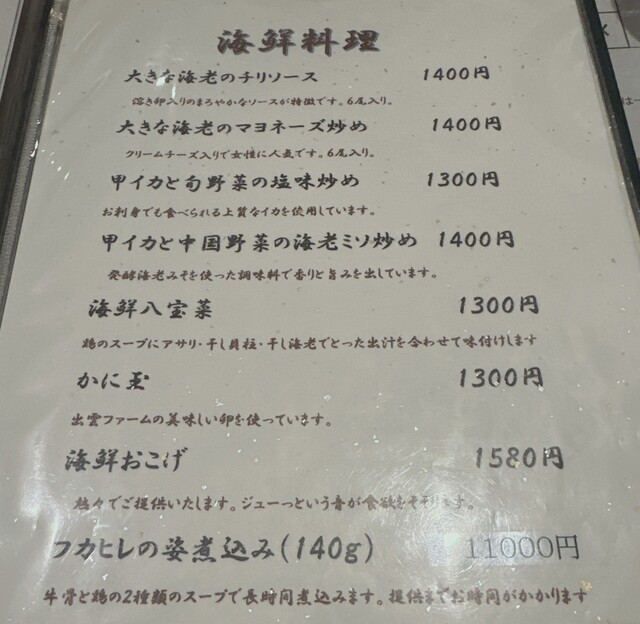 海鮮料理
大きな海老のチリソース 1400円
溶き卵入りのまろやかなソースが特徴です。6尾入り。
大きな海老のマヨネーズ炒め 1400円
クリームチーズ入りで女性に人気です。6尾入り。
甲イカと旬野菜の塩味炒め 1300円
お刺身でも食べられる上質なイカを使用しています。
甲イカと中国野菜の海老ミソ炒め 1400円
発酵海老みそを使った調味料で香りと旨みを出しています。
海鮮八宝菜 1300円
鶏のスープにアサリ・干し貝柱・干し海老でとった出汁を合わせて味付けします
かに玉 1300円
出雲ファームの美味しい卵を使っています。
海鮮おこげ 1580円
熱々でご提供いたします。ジューっという音が食欲をそそります。
フカヒレの姿煮込み(140g) 11000円
牛骨と鶏の2種類のスープで長時間煮込みます。提供までお時間がかかります